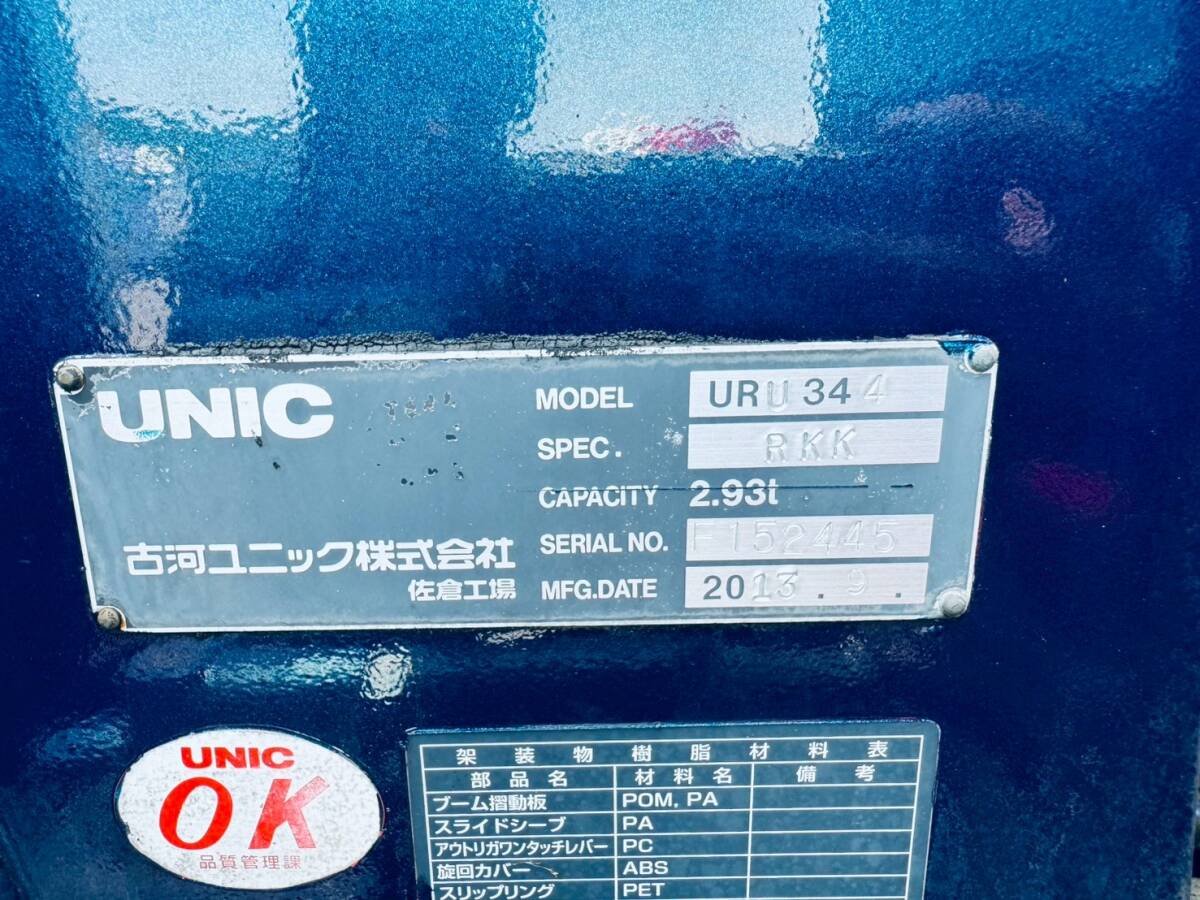 UNIC
MODEL URU344
SPEC. RKK
CAPACITY 2.93t
古河ユニック株式会社
SERIAL NO. F152445
佐倉工場
MFG.DATE 2013.9.
UNIC
OK
品質管理課
架装物樹脂材料表
部品名 材料名 備考
ブーム摺動板 POM, PA
スライドシーブ PA
アウトリガワンタッチレバー PC
旋回カバー ABS
スリップリング PET